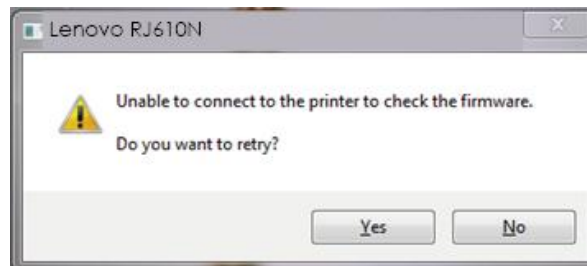 Lenovo RJ610N
Unable to connect to the printer to check the firmware.
Do you want to retry?
Yes
No